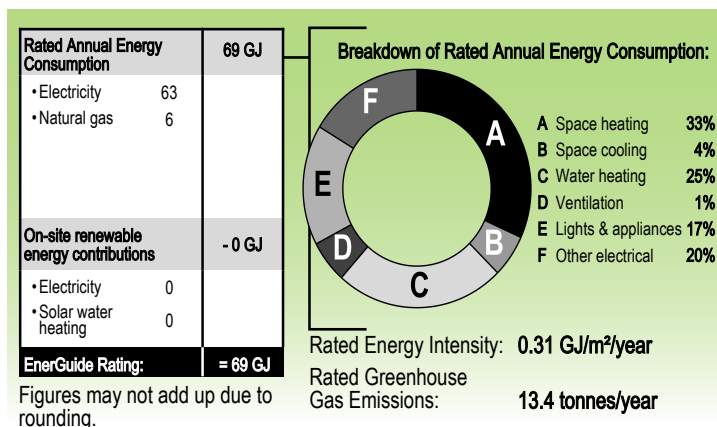 Rated Annual Energy
Consumption
69 GJ
•Electricity 63
•Natural gas 6
On-site renewable
energy contributions
- 0 GJ
•Electricity 0
•Solar water
heating
0
EnerGuide Rating: = 69 GJ
Figures may not add up due to
rounding.
Breakdown of Rated Annual Energy Consumption:
A
B
C
D
E
F
A Space heating 33%
B Space cooling 4%
C Water heating 25%
D Ventilation 1%
E Lights & appliances 17%
F Other electrical 20%
Rated Energy Intensity: 0.31 GJ/m²/year
Rated Greenhouse
Gas Emissions: 13.4 tonnes/year